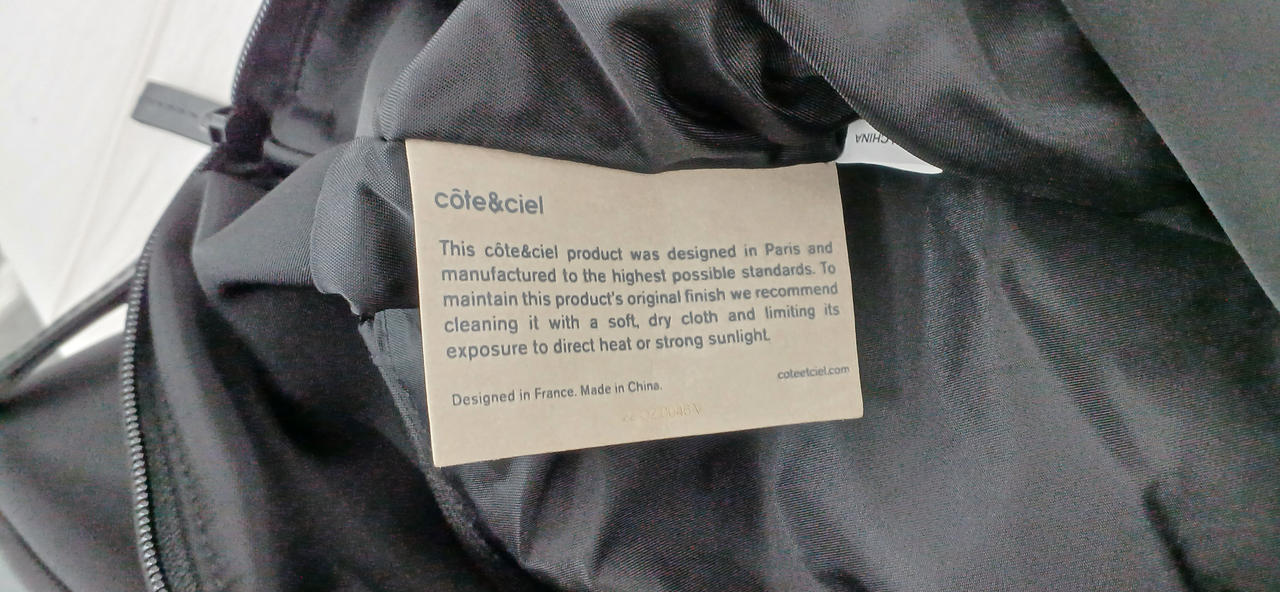 côte&ciel
This côte&ciel product was designed in Paris and
manufactured to the highest possible standards. To
maintain this product's original finish we recommend
cleaning it with a soft, dry cloth and limiting its
exposure to direct heat or strong sunlight.
coteetciel.com
Designed in France. Made in China.
CHINA